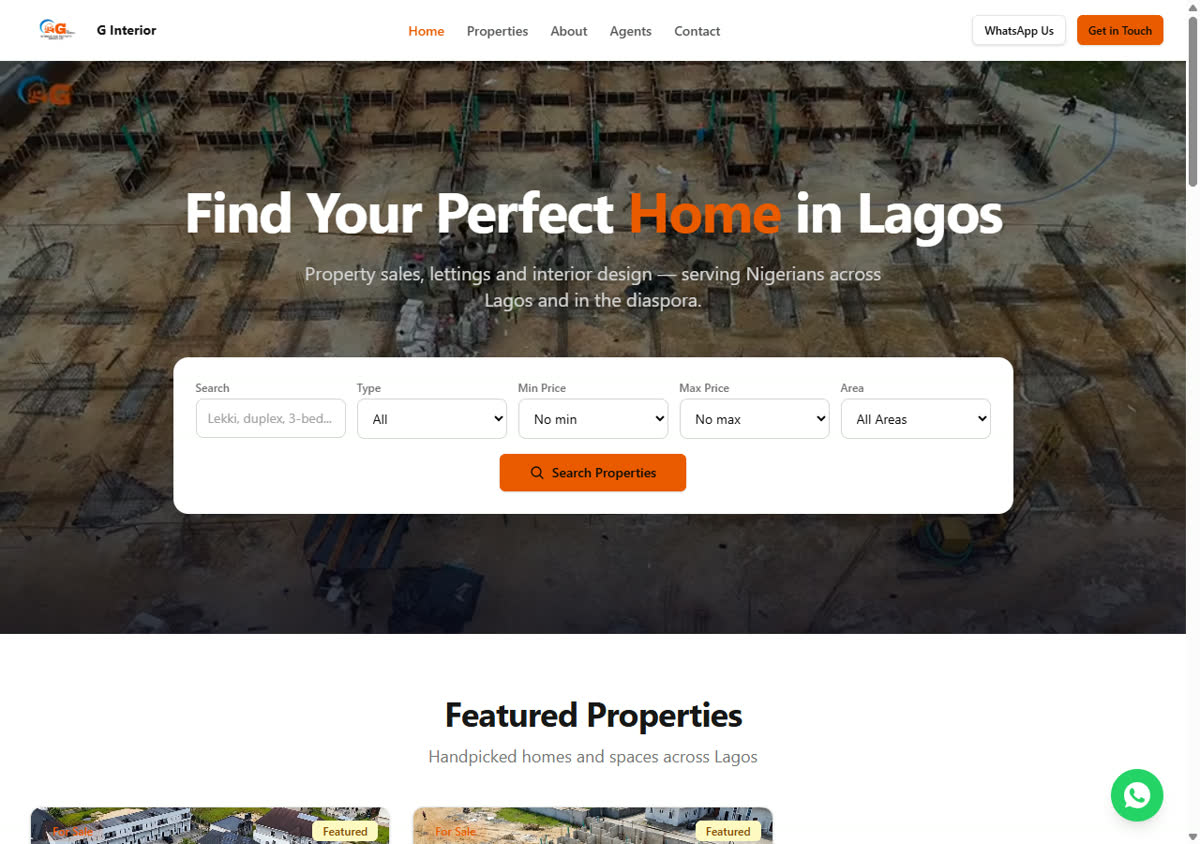 G Interior
Home
Properties
About
Agents
Contact
WhatsApp Us
Get in Touch
Find Your Perfect Home in Lagos
Property sales, lettings and interior design — serving Nigerians across
Lagos and in the diaspora.
Search
Type
Min Price
Max Price
Area
Lekki, duplex, 3-bed...
All
No min
No max
All Areas
Search Properties
Featured Properties
Handpicked homes and spaces across Lagos
For Sale
Featured
For Sale
Featured